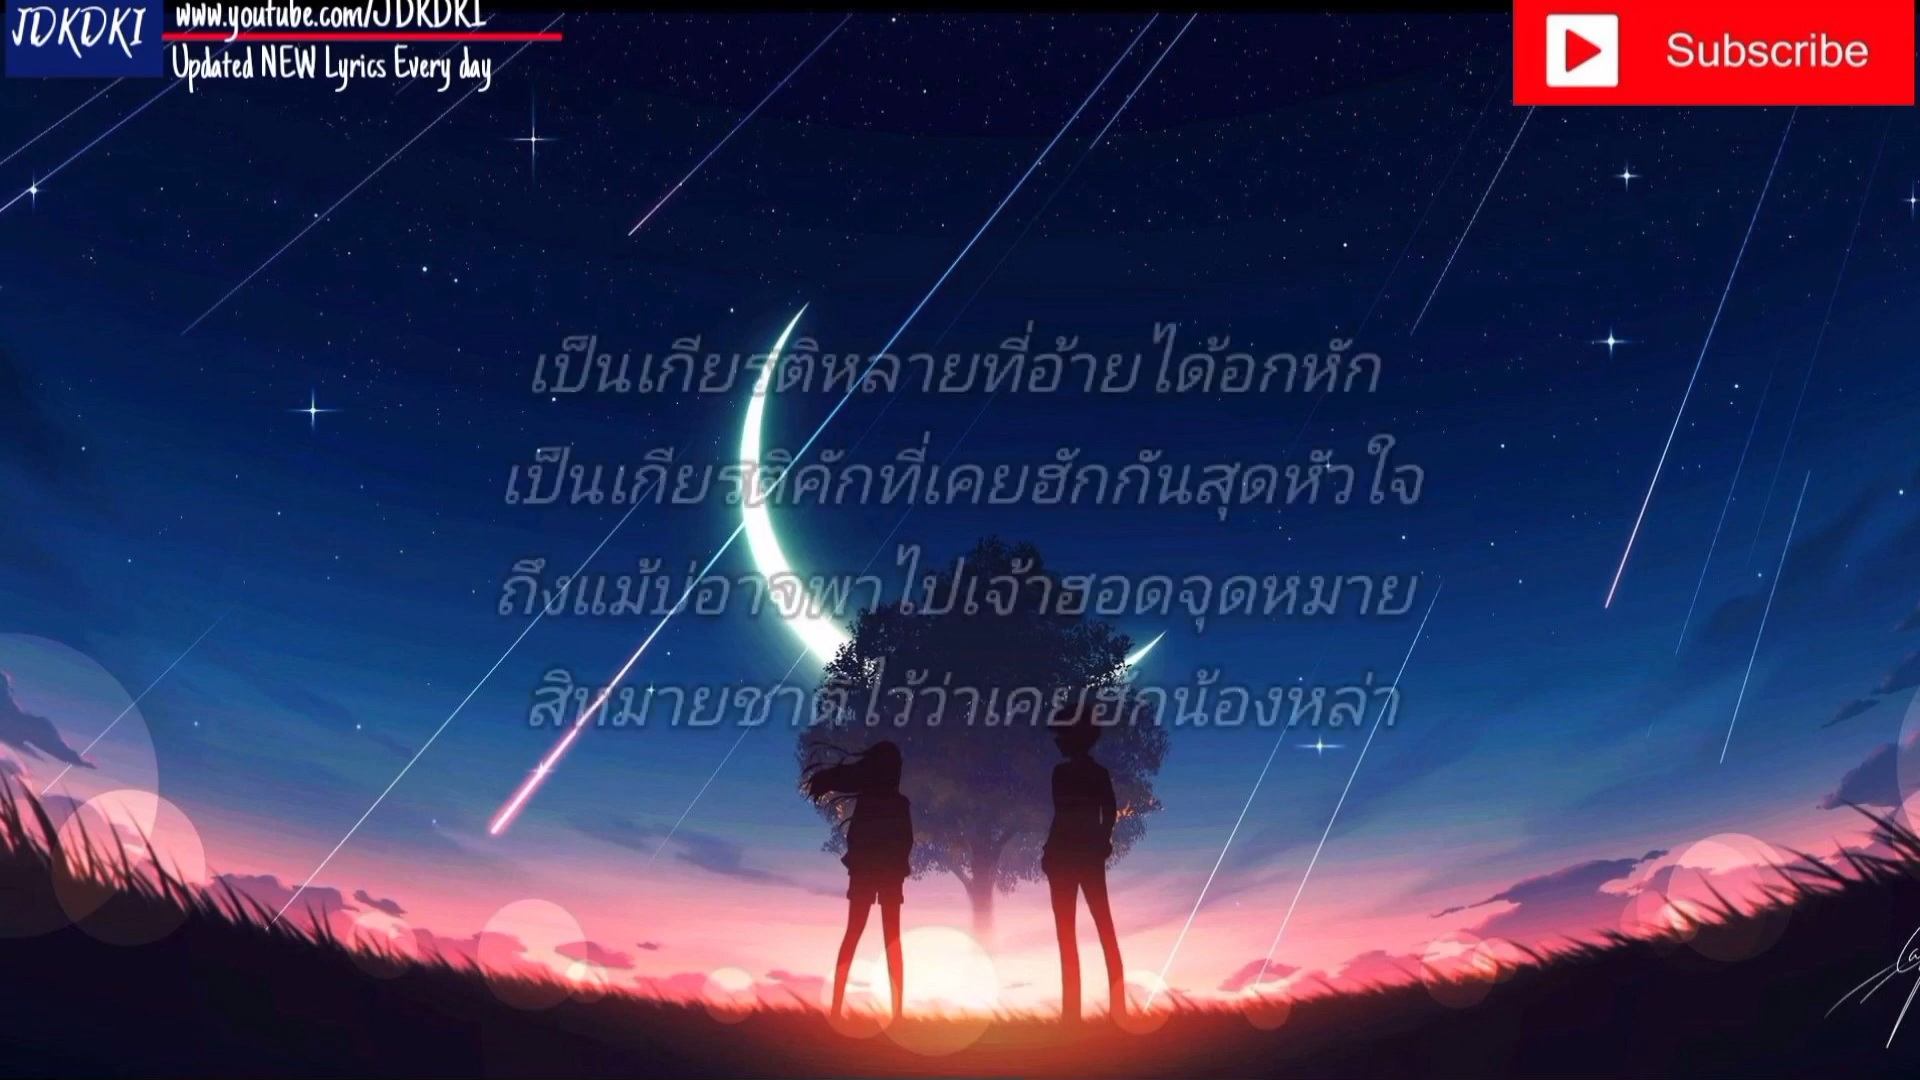 JDKDKI
www.youtube.com/JDKDKI
Updated NEW Lyrics Every day
Subscribe
เป็นเกียรติหลายที่อ้ายได้อกหัก
เป็นเกียรติคักที่เคยฮักกันสุดหัวใจ
ถึงแม้บ่อาจพาไปเจ้าฮอดจุดหมาย
สิหมายชาติไว้ว่าเคยฮักน้องหล่า